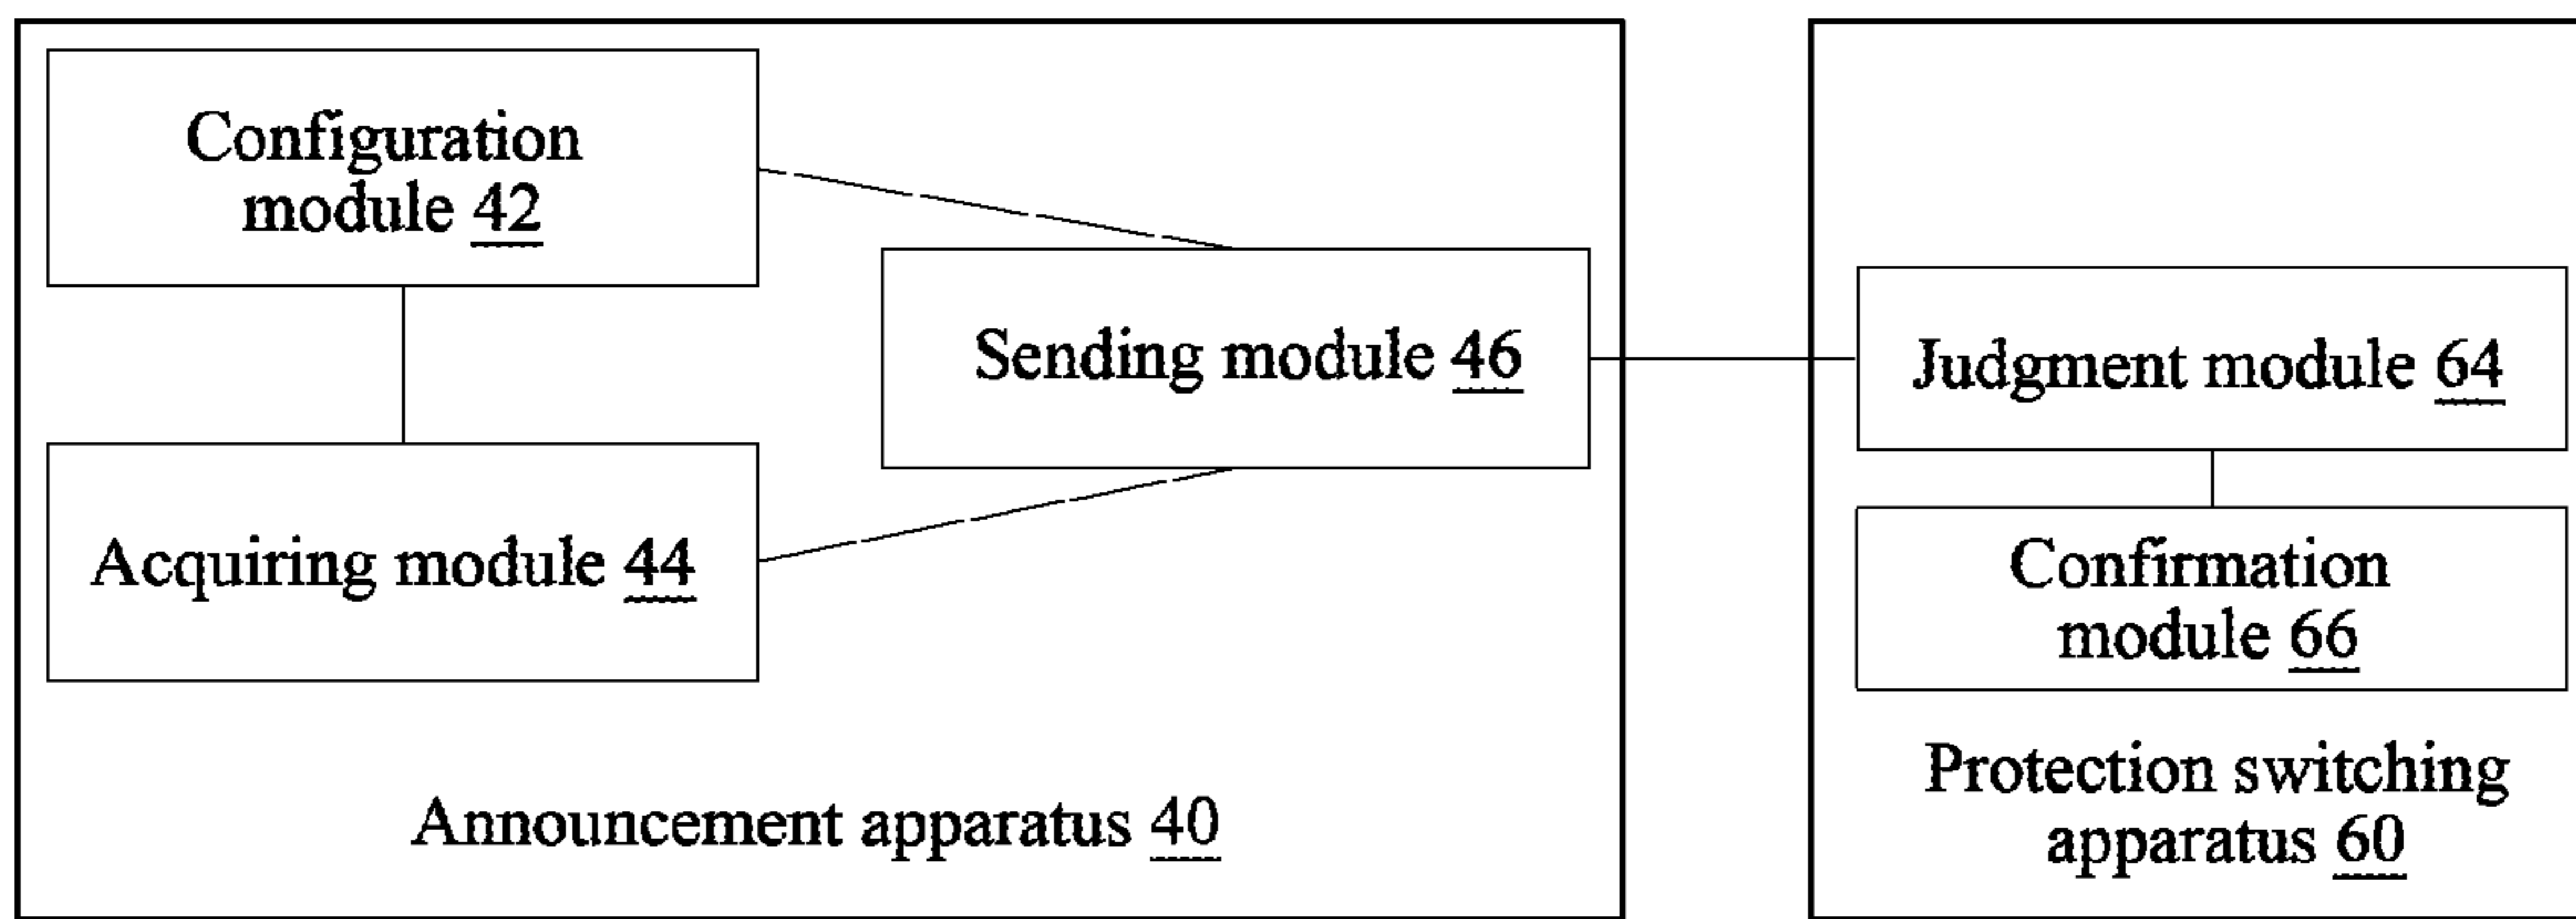 Configuration
module 42
Acquiring module 44
Sending module 46
Announcement apparatus 40
Judgment module 64
Confirmation
module 66
Protection switching
apparatus 60